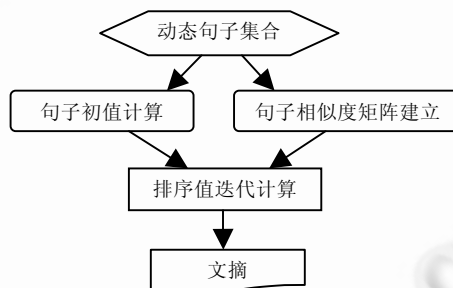 动态句子集合
句子初值计算
句子相似度矩阵建立
排序值迭代计算
文摘